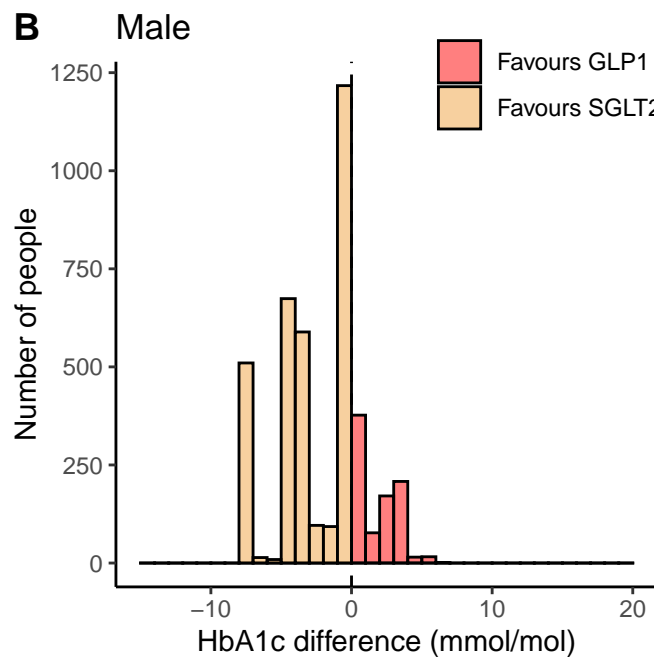 B Male
Favours GLP1
Favours SGLT2
1250
1000
750
500
250
0
Number of people
−10 0 10 20
HbA1c difference (mmol/mol)